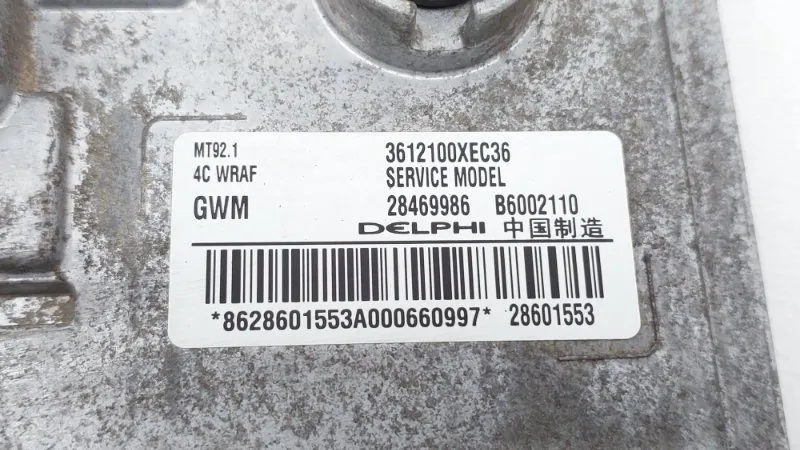 MT92.1 3612100XEC36
4C WRAF SERVICE MODEL
GWM 28469986 B6002110
DELPHI 中国制造
*8628601553A000660997* 28601553